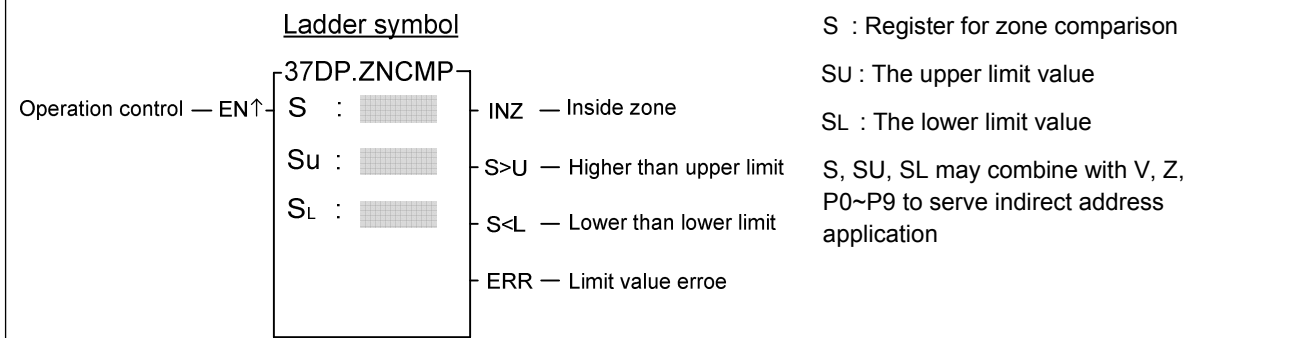 Ladder symbol
37DP.ZNCMP
Operation control — EN↑
S :
Su :
SL :
INZ — Inside zone
S>U — Higher than upper limit
S<L — Lower than lower limit
ERR — Limit value erroe
S : Register for zone comparison
SU : The upper limit value
SL : The lower limit value
S, SU, SL may combine with V, Z,
P0~P9 to serve indirect address
application